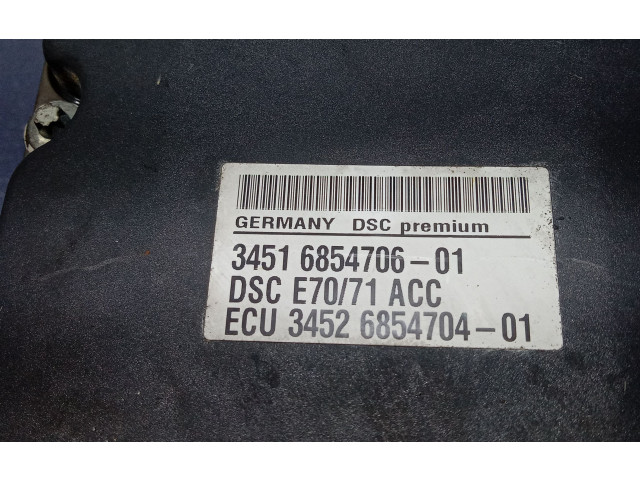 GERMANY DSC premium
3451 6854706-01
DSC E70/71 ACC
ECU 3452 6854704-01